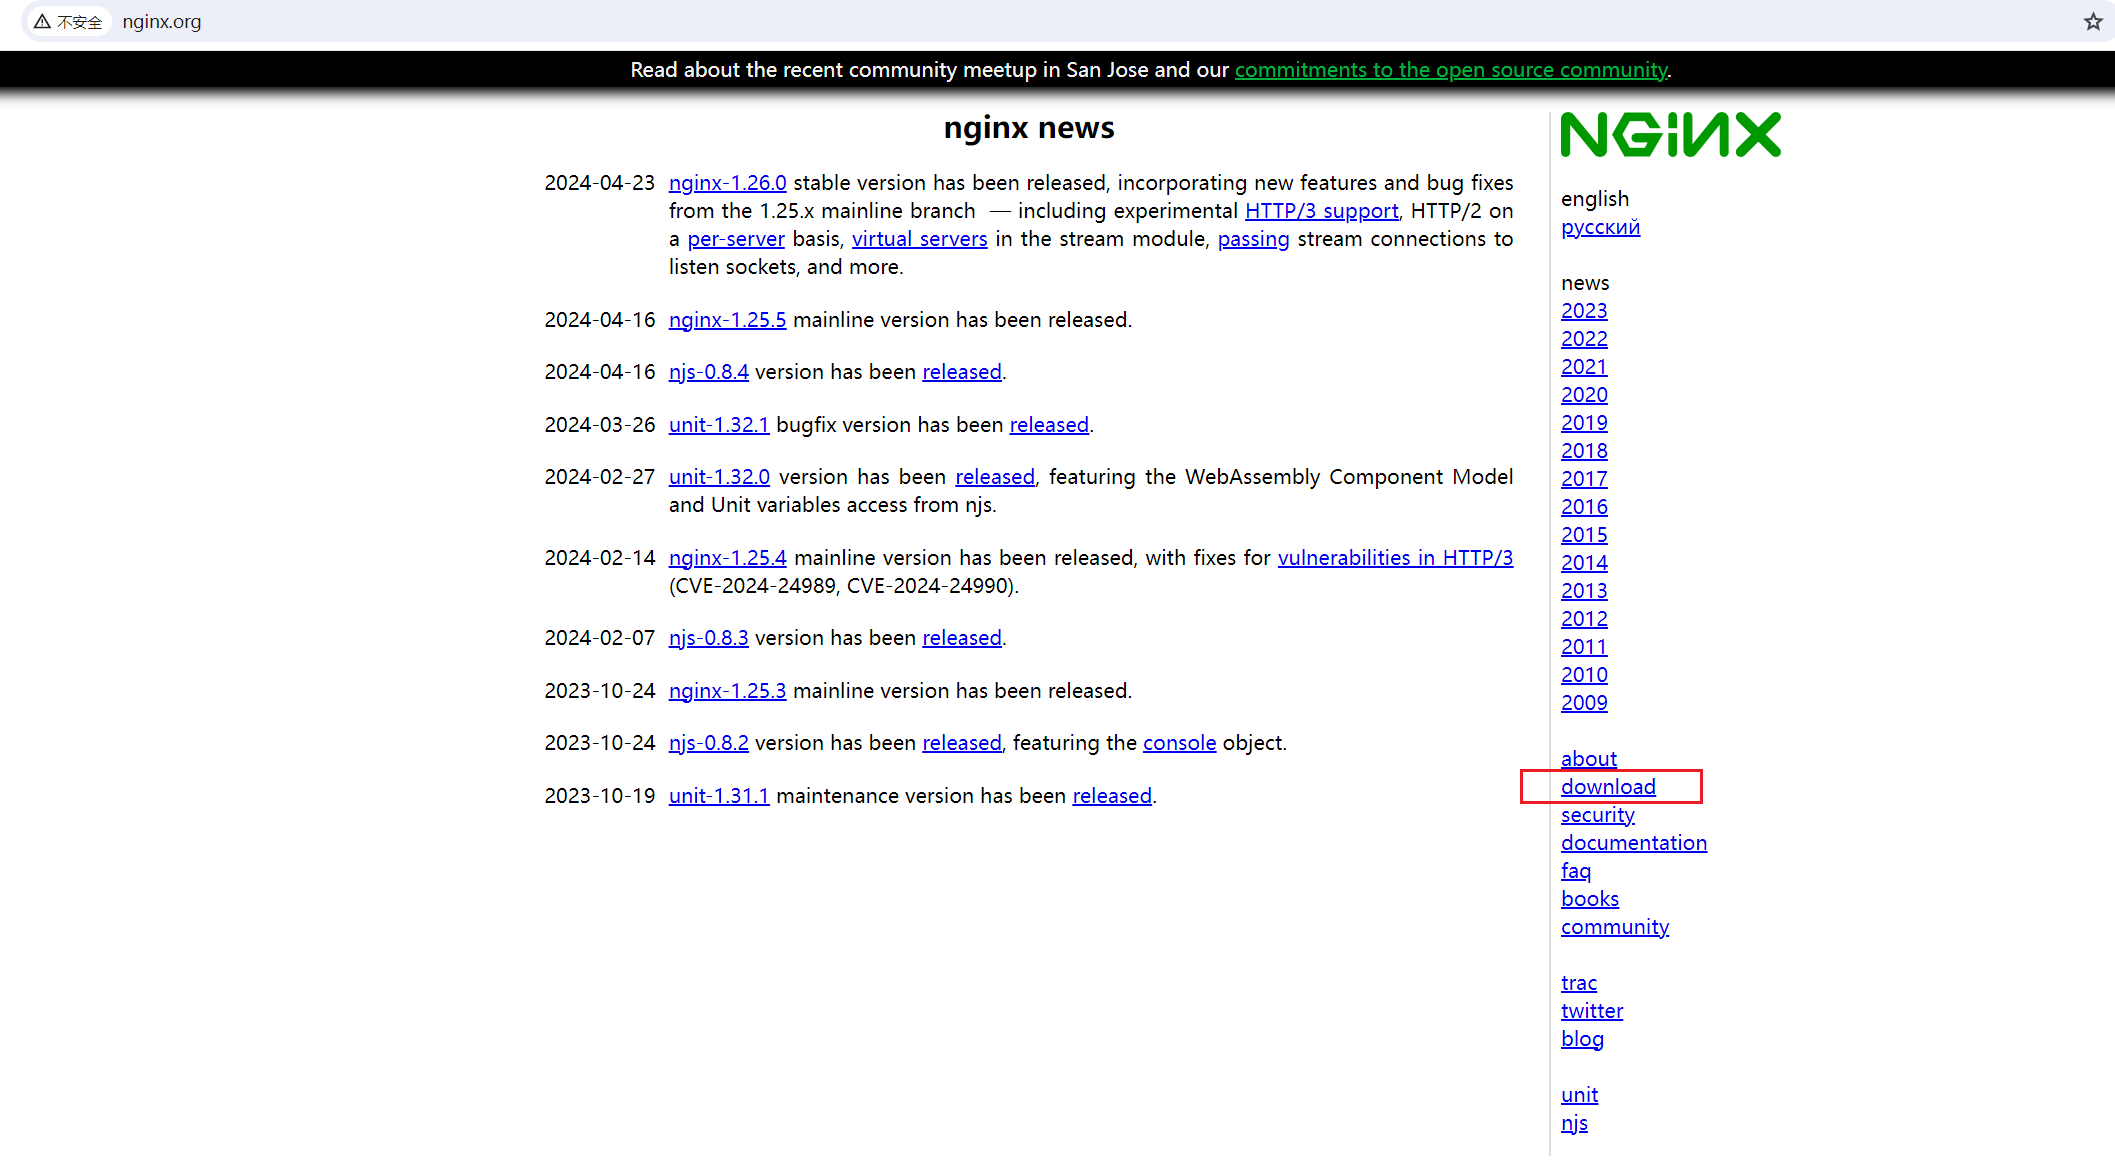 不安全 nginx.org
Read about the recent community meetup in San Jose and our commitments to the open source community.
nginx news
2024-04-23 nginx-1.26.0 stable version has been released, incorporating new features and bug fixes
from the 1.25.x mainline branch — including experimental HTTP/3 support, HTTP/2 on
a per-server basis, virtual servers in the stream module, passing stream connections to
listen sockets, and more.
2024-04-16 nginx-1.25.5 mainline version has been released.
2024-04-16 njs-0.8.4 version has been released.
2024-03-26 unit-1.32.1 bugfix version has been released.
2024-02-27 unit-1.32.0 version has been released, featuring the WebAssembly Component Model
and Unit variables access from njs.
2024-02-14 nginx-1.25.4 mainline version has been released, with fixes for vulnerabilities in HTTP/3
(CVE-2024-24989, CVE-2024-24990).
2024-02-07 njs-0.8.3 version has been released.
2023-10-24 nginx-1.25.3 mainline version has been released.
2023-10-24 njs-0.8.2 version has been released, featuring the console object.
2023-10-19 unit-1.31.1 maintenance version has been released.
NGINX
english
русский
news
2023
2022
2021
2020
2019
2018
2017
2016
2015
2014
2013
2012
2011
2010
2009
about
download
security
documentation
faq
books
community
trac
twitter
blog
unit
njs